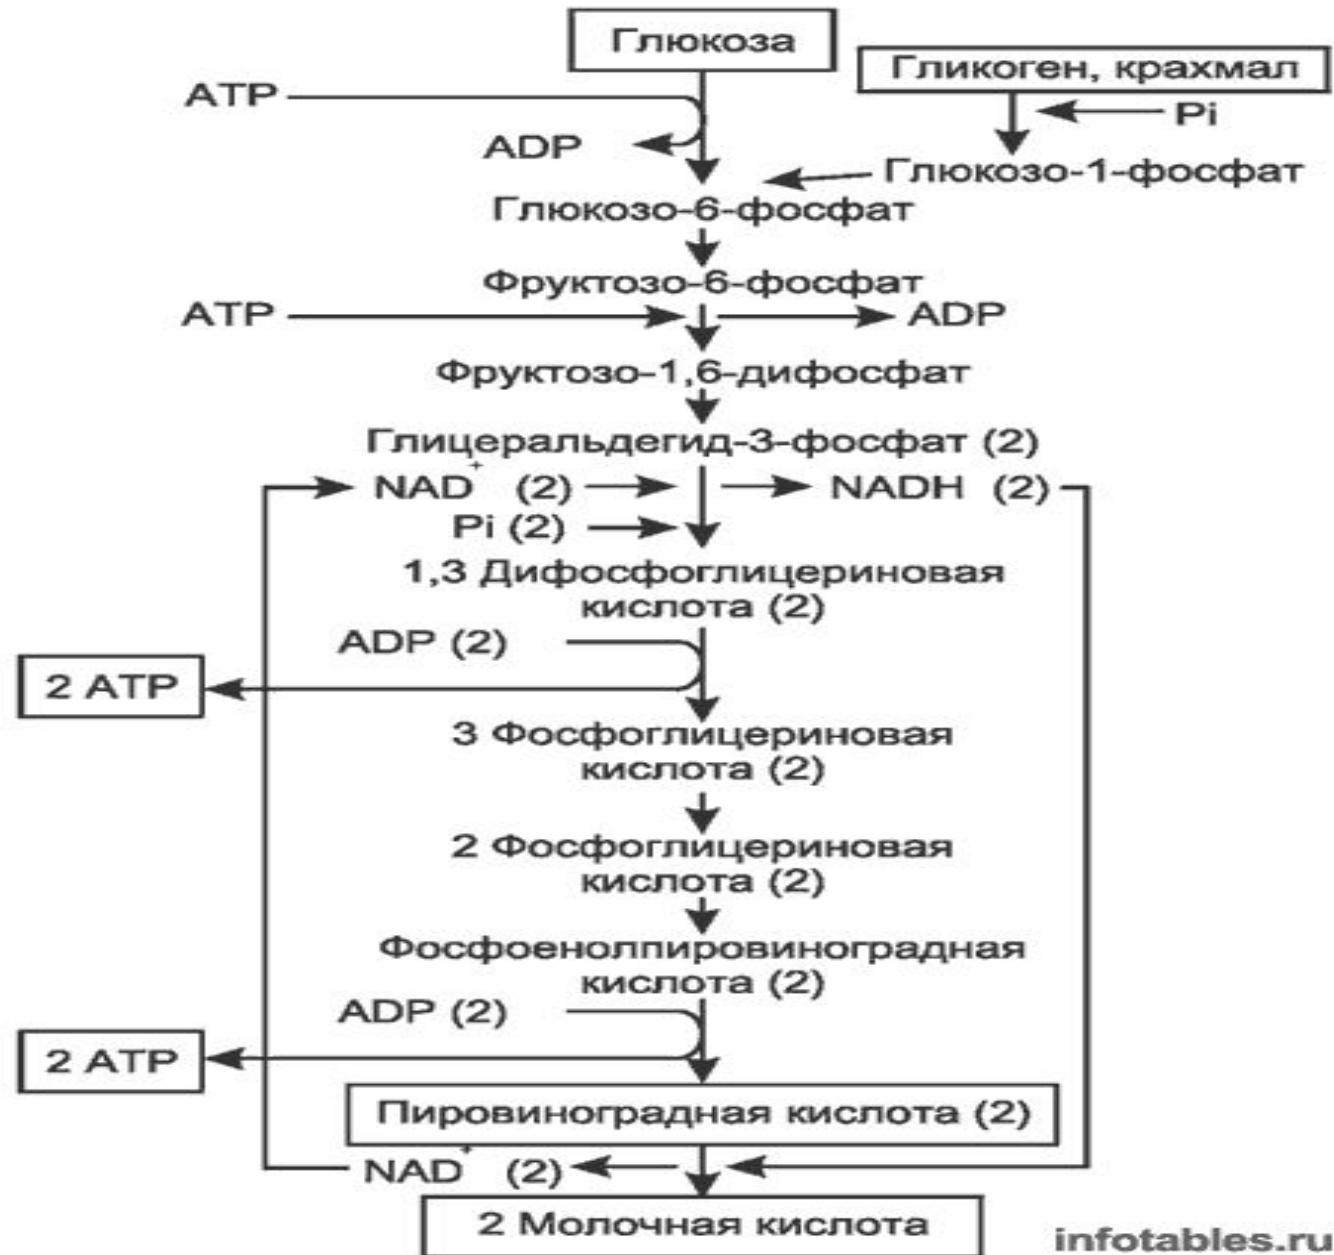 Глюкоза
Гликоген, крахмал
ATP
Pi
ADP
Глюкозо-1-фосфат
Глюкозо-6-фосфат
Фруктозо-6-фосфат
ATP
ADP
Фруктозо-1,6-дифосфат
Глицеральдегид-3-фосфат (2)
NAD⁺ (2)
NADH (2)
Pi (2)
1,3 Дифосфоглицериновая
кислота (2)
ADP (2)
2 ATP
3 Фосфоглицериновая
кислота (2)
2 Фосфоглицериновая
кислота (2)
Фосфоенолпировиноградная
кислота (2)
ADP (2)
2 ATP
Пировиноградная кислота (2)
NAD⁺ (2)
2 Молочная кислота
infotables.ru